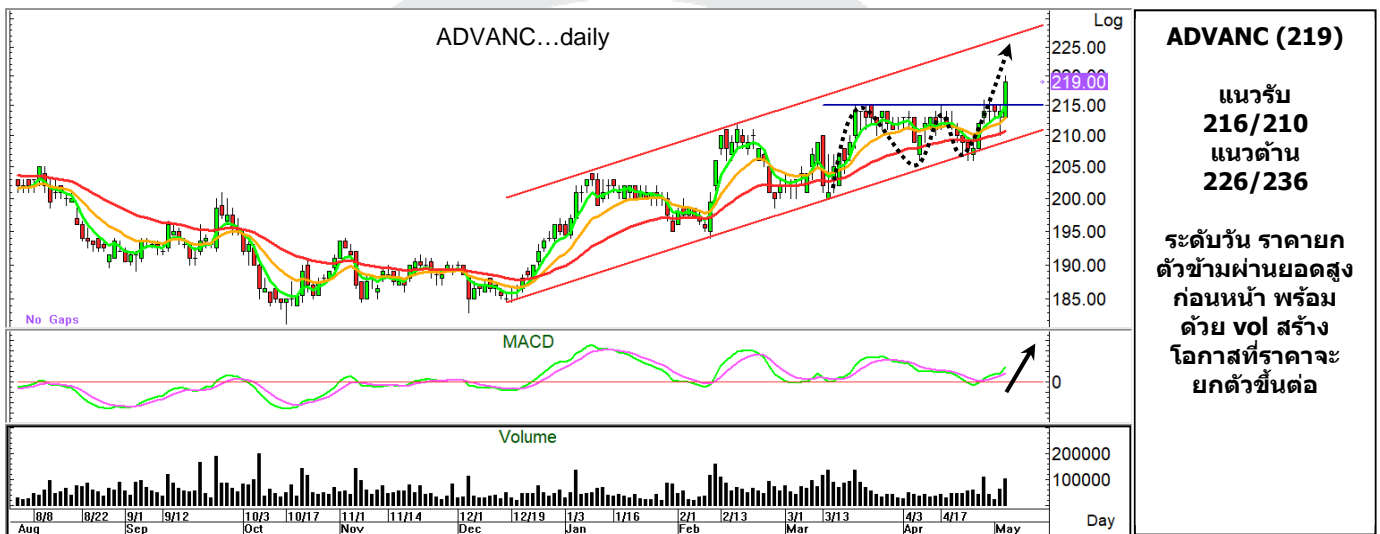 ADVANC...daily
Log
225.00
219.00
215.00
210.00
205.00
200.00
195.00
190.00
185.00
No Gaps
MACD
0
Volume
200000
100000
8/8 8/22 9/1 9/12 10/3 10/17 11/1 11/14 12/1 12/19 1/3 1/16 2/1 2/13 3/1 3/13 4/3 4/17
Aug Sep Oct Nov Dec Jan Feb Mar Apr May
Day
ADVANC (219)
แนวรับ
216/210
แนวต้าน
226/236
ระดับวัน ราคายก
ตัวข้ามผ่านยอดสูง
ก่อนหน้า พร้อม
ด้วย vol สร้าง
โอกาสที่ราคาจะ
ยกตัวขึ้นต่อ